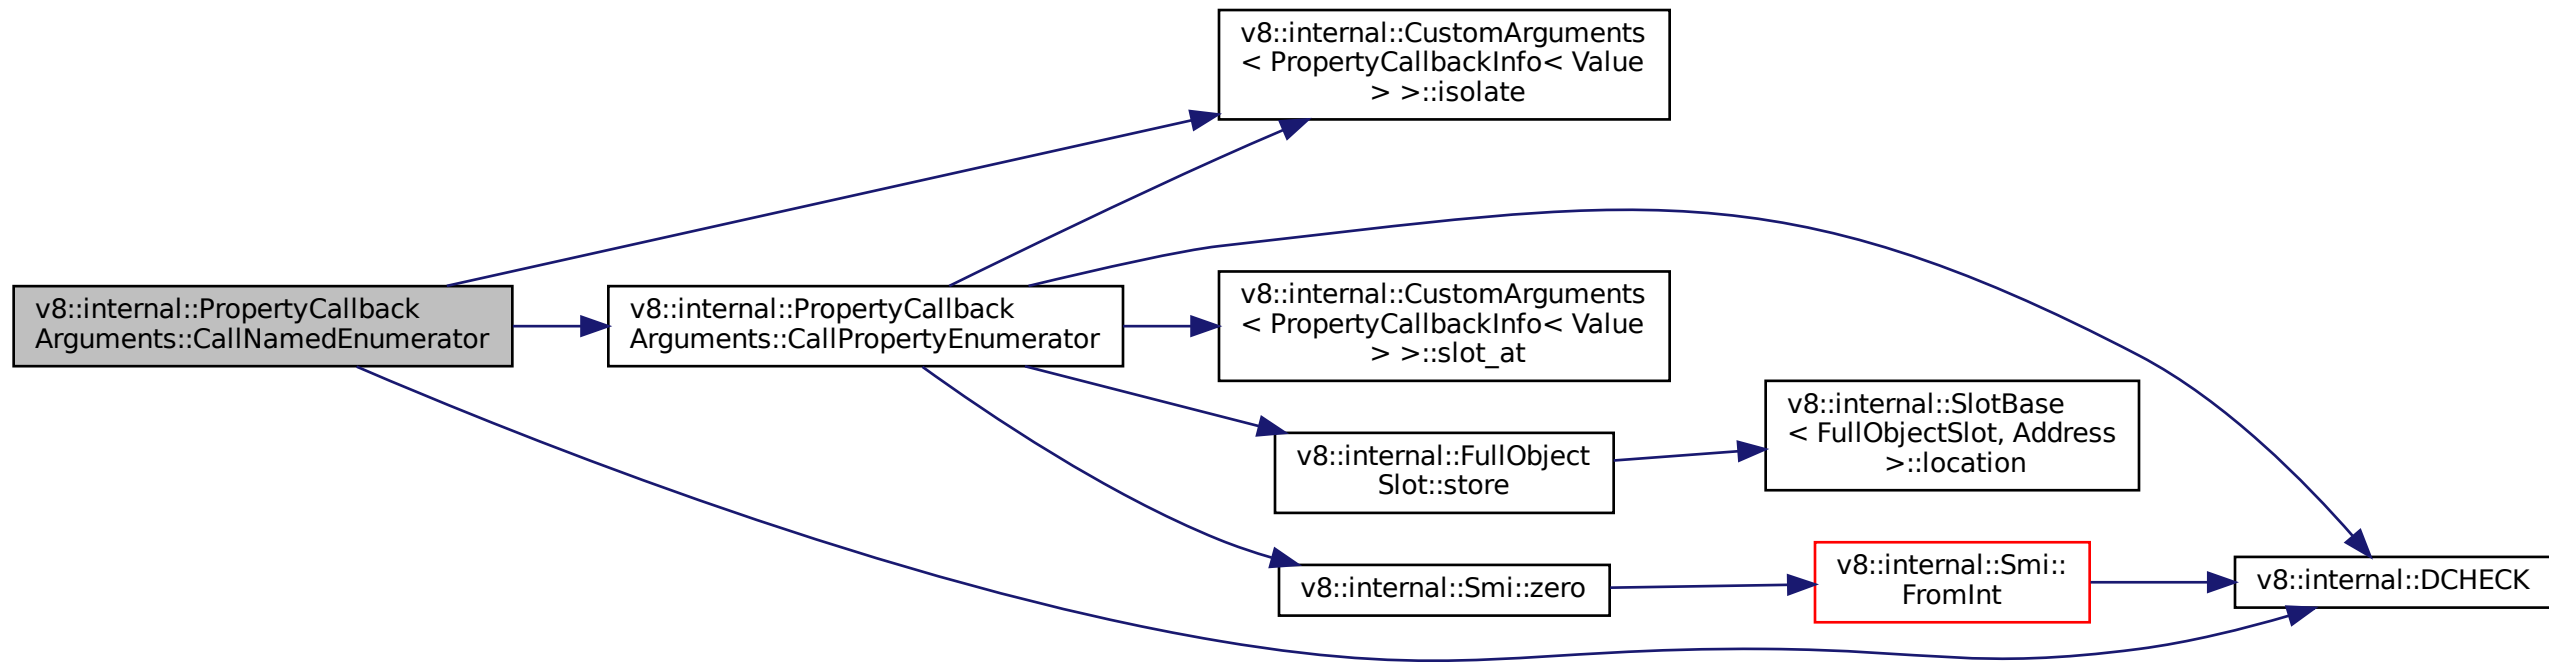 v8::internal::CustomArguments
< PropertyCallbackInfo< Value
> >::isolate
v8::internal::PropertyCallback
Arguments::CallNamedEnumerator
v8::internal::PropertyCallback
Arguments::CallPropertyEnumerator
v8::internal::CustomArguments
< PropertyCallbackInfo< Value
> >::slot_at
v8::internal::FullObject
Slot::store
v8::internal::SlotBase
< FullObjectSlot, Address
>::location
v8::internal::Smi::zero
v8::internal::Smi::
FromInt
v8::internal::DCHECK